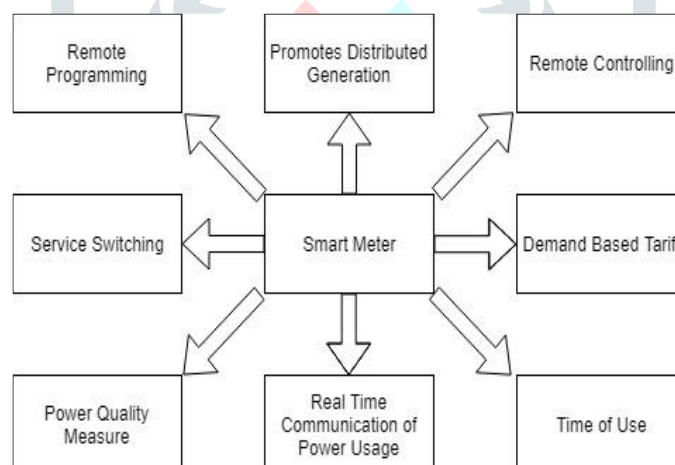 Remote
Programming
Promotes Distributed
Generation
Remote Controlling
Service Switching
Smart Meter
Demand Based Tarif
Power Quality
Measure
Real Time
Communication of
Power Usage
Time of Use